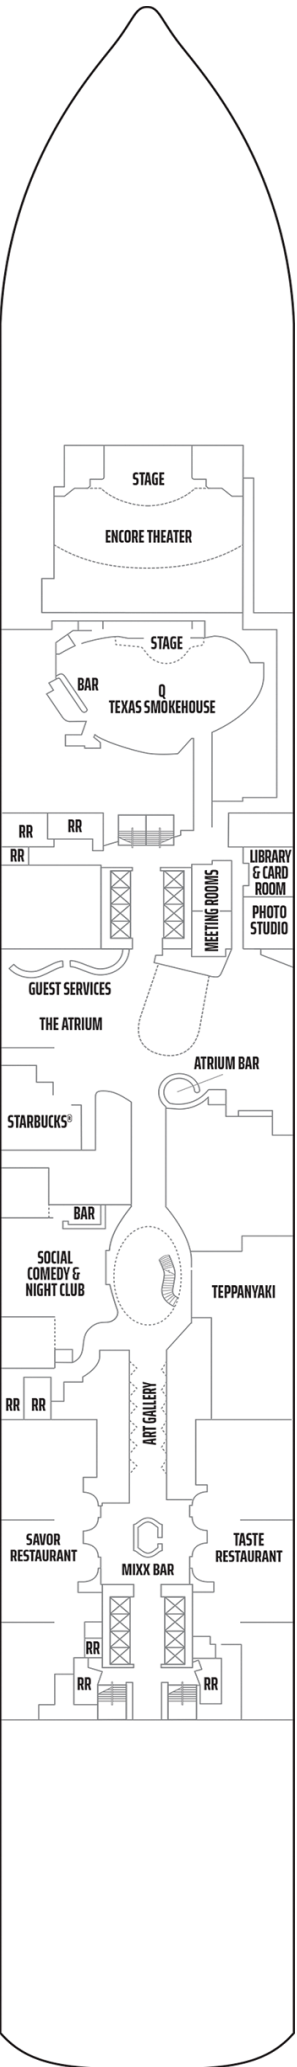 STAGE
ENCORE THEATER
STAGE
BAR
Q
TEXAS SMOKEHOUSE
RR
RR
RR
LIBRARY
& CARD
ROOM
MEETING ROOMS
PHOTO
STUDIO
GUEST SERVICES
THE ATRIUM
ATRIUM BAR
STARBUCKS®
BAR
SOCIAL
COMEDY &
NIGHT CLUB
TEPPANYAKI
RR
RR
ART GALLERY
SAVOR
RESTAURANT
TASTE
RESTAURANT
MIXX BAR
RR
RR
RR